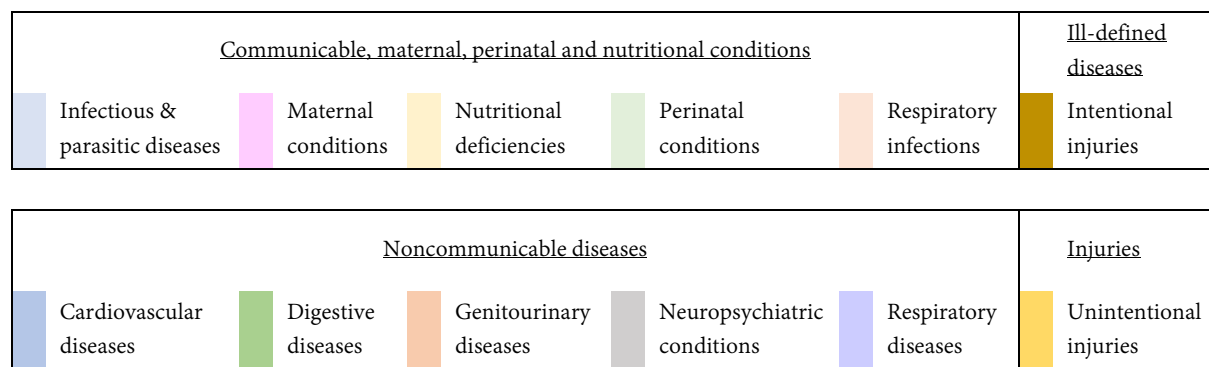 Communicable, maternal, perinatal and nutritional conditions
Ill-defined
diseases
Infectious &
parasitic diseases
Maternal
conditions
Nutritional
deficiencies
Perinatal
conditions
Respiratory
infections
Intentional
injuries
Noncommunicable diseases
Injuries
Cardiovascular
diseases
Digestive
diseases
Genitourinary
diseases
Neuropsychiatric
conditions
Respiratory
diseases
Unintentional
injuries